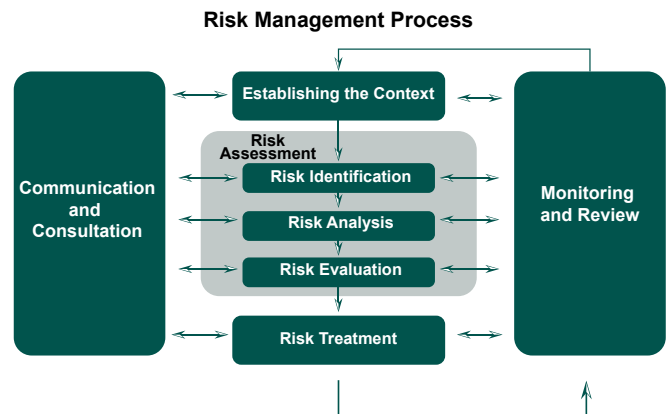 Risk Management Process
Establishing the Context
Risk
Assessment
Risk Identification
Risk Analysis
Risk Evaluation
Risk Treatment
Communication
and
Consultation
Monitoring
and Review